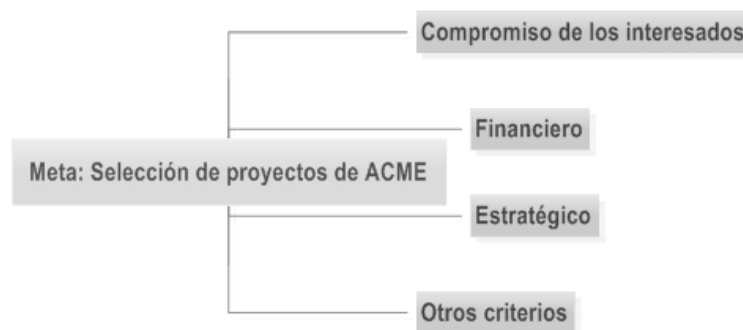 Compromiso de los interesados
Financiero
Meta: Selección de proyectos de ACME
Estratégico
Otros criterios